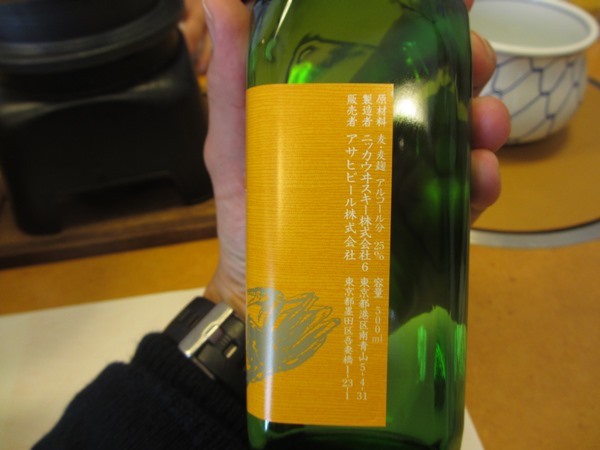 原材料 麦・麦麹 アルコール分 25% 容量 500ml
製造者 ニッカウヰスキー株式会社6 東京都港区南青山5-4-31
販売者 アサヒビール株式会社 東京都墨田区吾妻橋1-23-1